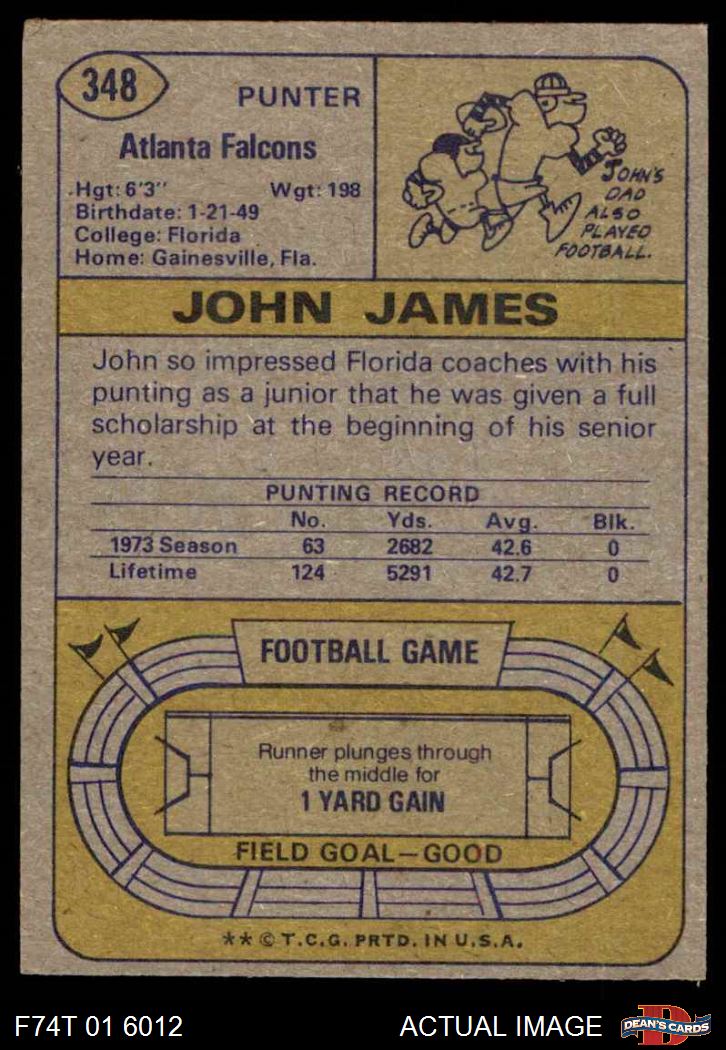 348
PUNTER
Atlanta Falcons
Hgt: 6'3" Wgt: 198
Birthdate: 1-21-49
College: Florida
Home: Gainesville, Fla.
JOHN'S
DAD
ALSO
PLAYED
FOOTBALL.
JOHN JAMES
John so impressed Florida coaches with his
punting as a junior that he was given a full
scholarship at the beginning of his senior
year.
PUNTING RECORD
No. Yds. Avg. Blk.
1973 Season 63 2682 42.6 0
Lifetime 124 5291 42.7 0
FOOTBALL GAME
Runner plunges through
the middle for
1 YARD GAIN
FIELD GOAL—GOOD
** © T.C.G. PRTD. IN U.S.A.
F74T 01 6012 ACTUAL IMAGE
D
DEAN'S CARDS